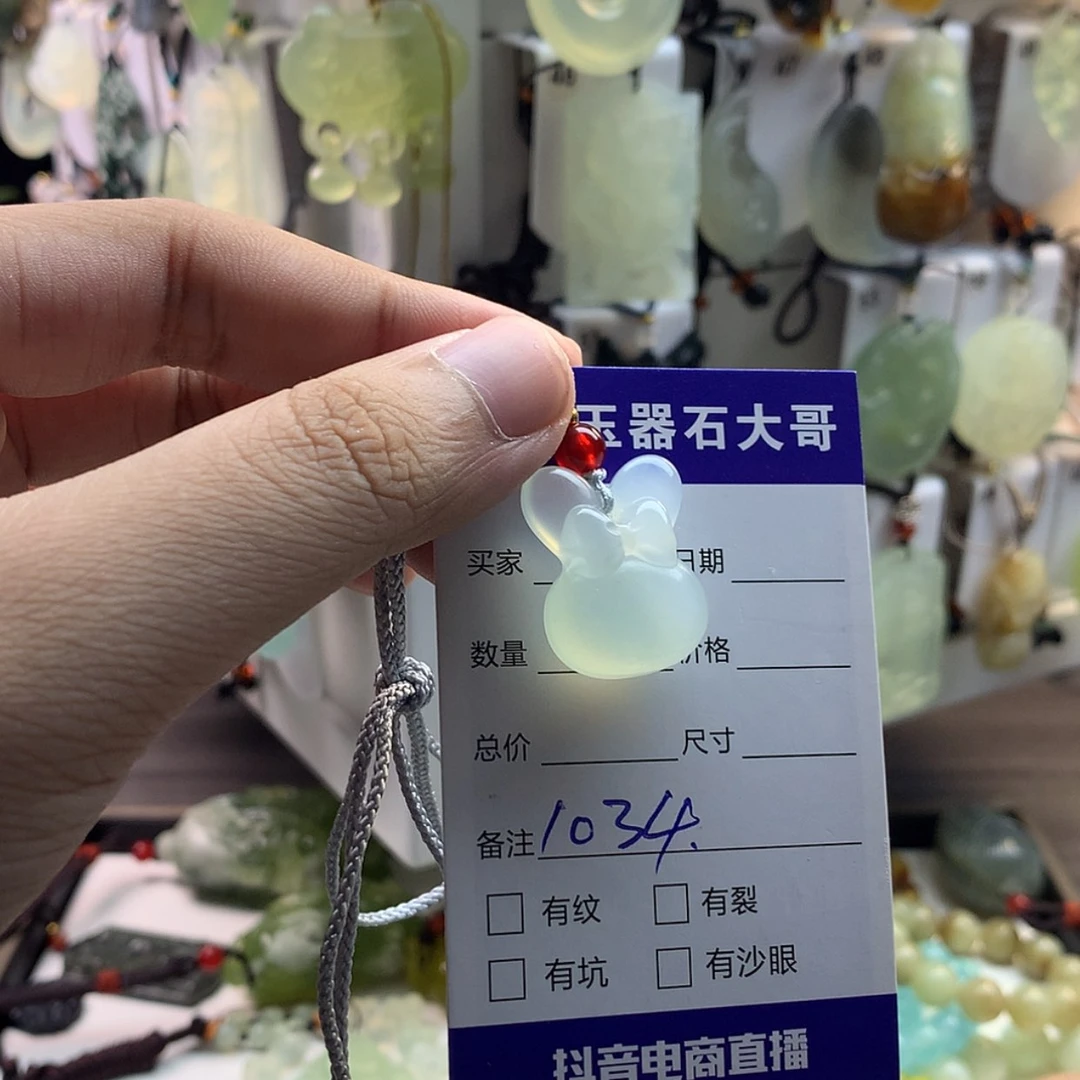 玉器石大哥
买家 日期
数量 价格
总价 尺寸
备注 1034.
有纹 有裂
有坑 有沙眼
抖音电商直播